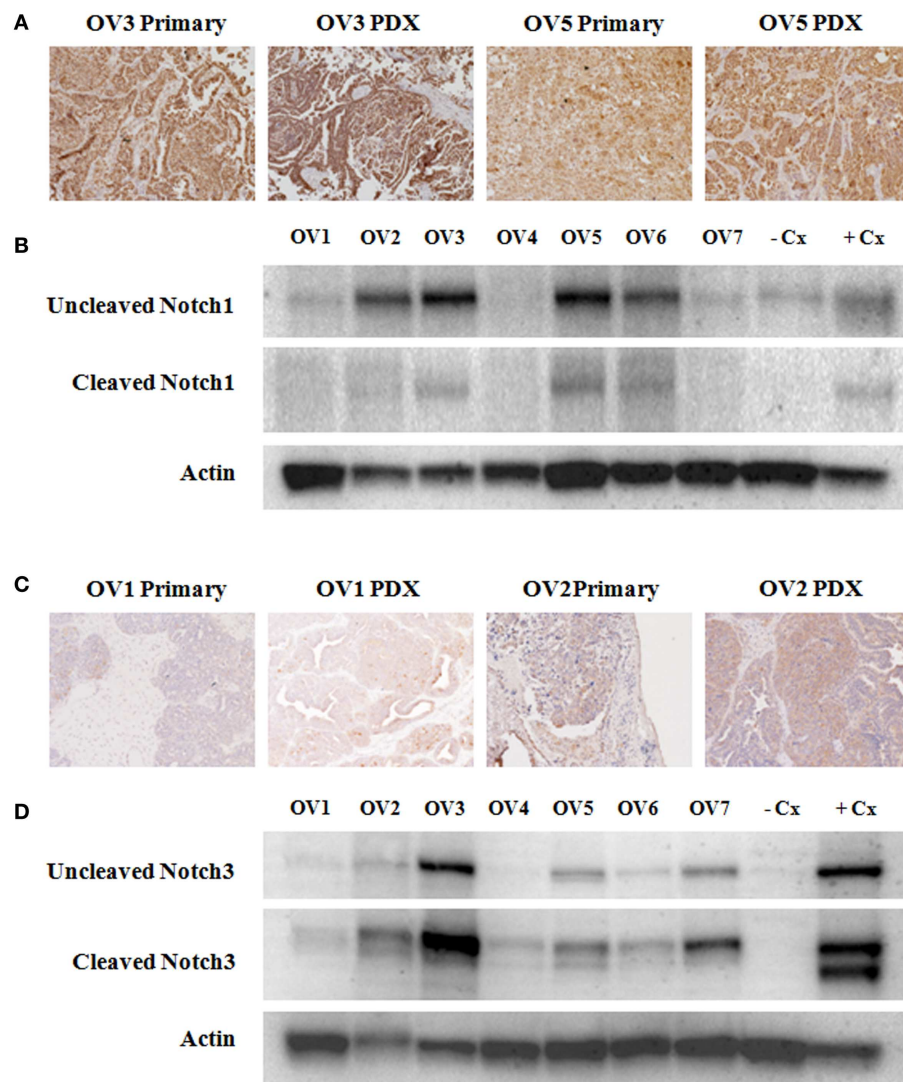 A
OV3 Primary OV3 PDX OV5 Primary OV5 PDX
B
OV1 OV2 OV3 OV4 OV5 OV6 OV7 - Cx + Cx
Uncleaved Notch1
Cleaved Notch1
Actin
C
OV1 Primary OV1 PDX OV2Primary OV2 PDX
D
OV1 OV2 OV3 OV4 OV5 OV6 OV7 - Cx + Cx
Uncleaved Notch3
Cleaved Notch3
Actin